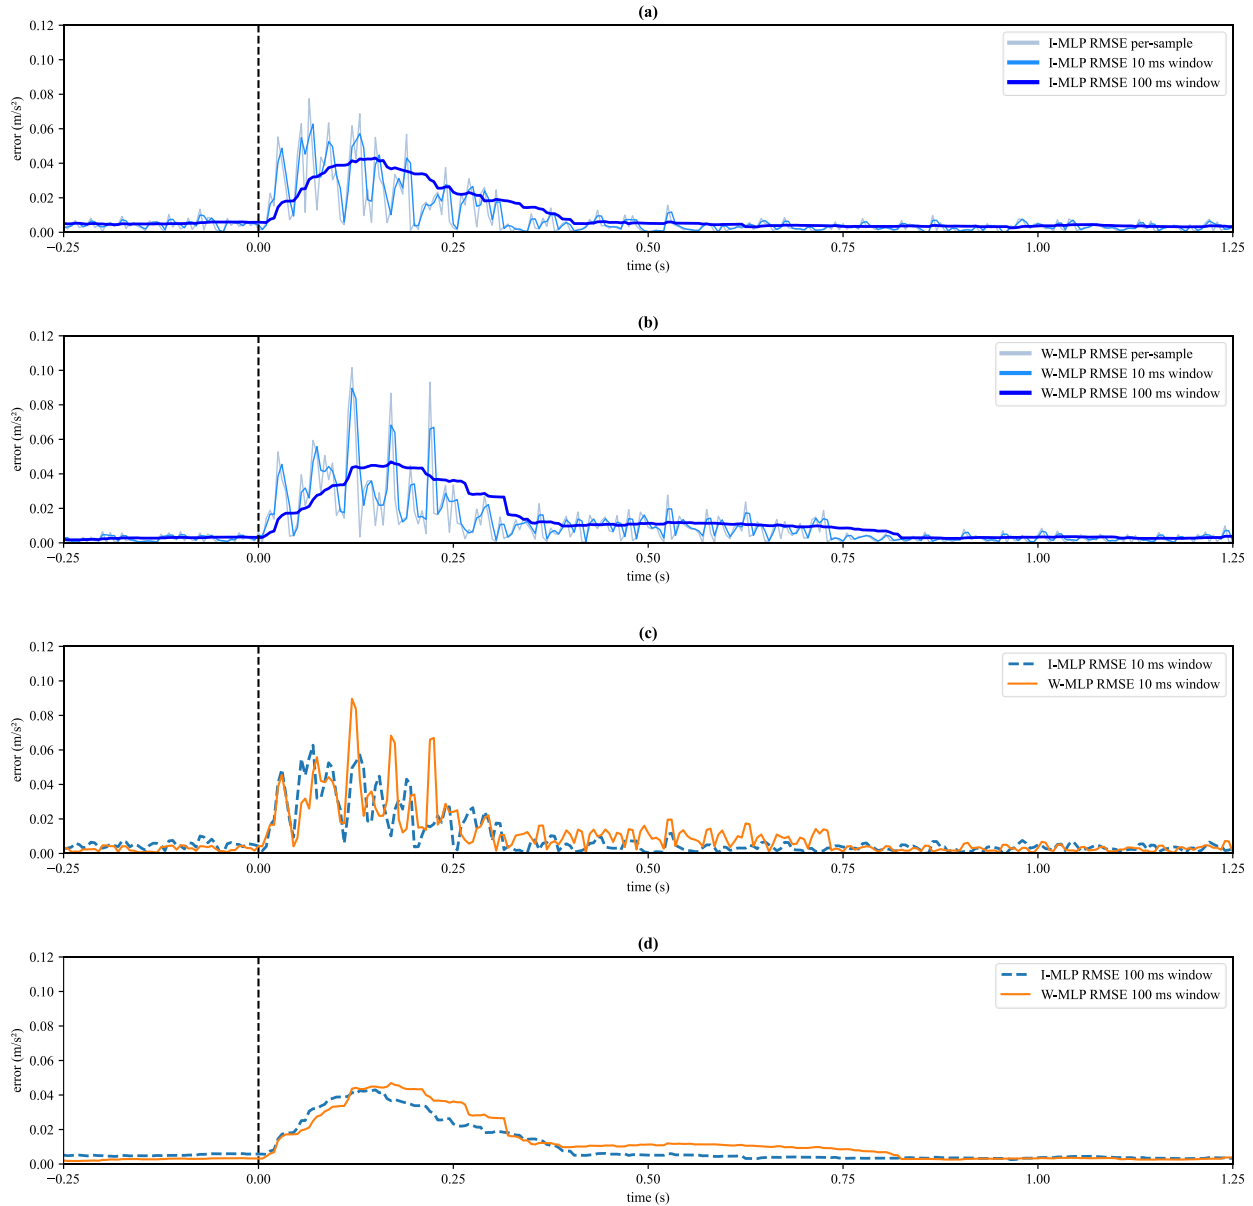 (a)
0.12
0.10
0.08
0.06
0.04
0.02
0.00
error (m/s²)
I-MLP RMSE per-sample
I-MLP RMSE 10 ms window
I-MLP RMSE 100 ms window
−0.25 0.00 0.25 0.50 0.75 1.00 1.25
time (s)
(b)
0.12
0.10
0.08
0.06
0.04
0.02
0.00
error (m/s²)
W-MLP RMSE per-sample
W-MLP RMSE 10 ms window
W-MLP RMSE 100 ms window
−0.25 0.00 0.25 0.50 0.75 1.00 1.25
time (s)
(c)
0.12
0.10
0.08
0.06
0.04
0.02
0.00
error (m/s²)
I-MLP RMSE 10 ms window
W-MLP RMSE 10 ms window
−0.25 0.00 0.25 0.50 0.75 1.00 1.25
time (s)
(d)
0.12
0.10
0.08
0.06
0.04
0.02
0.00
error (m/s²)
I-MLP RMSE 100 ms window
W-MLP RMSE 100 ms window
−0.25 0.00 0.25 0.50 0.75 1.00 1.25
time (s)